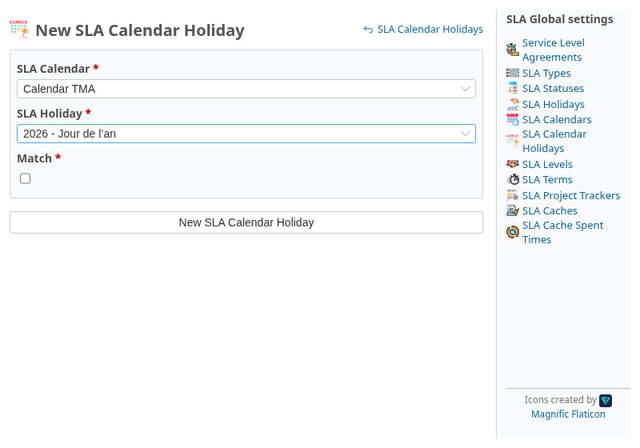 New SLA Calendar Holiday
SLA Calendar Holidays
SLA Calendar *
Calendar TMA
SLA Holiday *
2026 - Jour de l'an
Match *
New SLA Calendar Holiday
SLA Global settings
Service Level
Agreements
SLA Types
SLA Statuses
SLA Holidays
SLA Calendars
SLA Calendar
Holidays
SLA Levels
SLA Terms
SLA Project Trackers
SLA Caches
SLA Cache Spent
Times
Icons created by
Magnific Flaticon